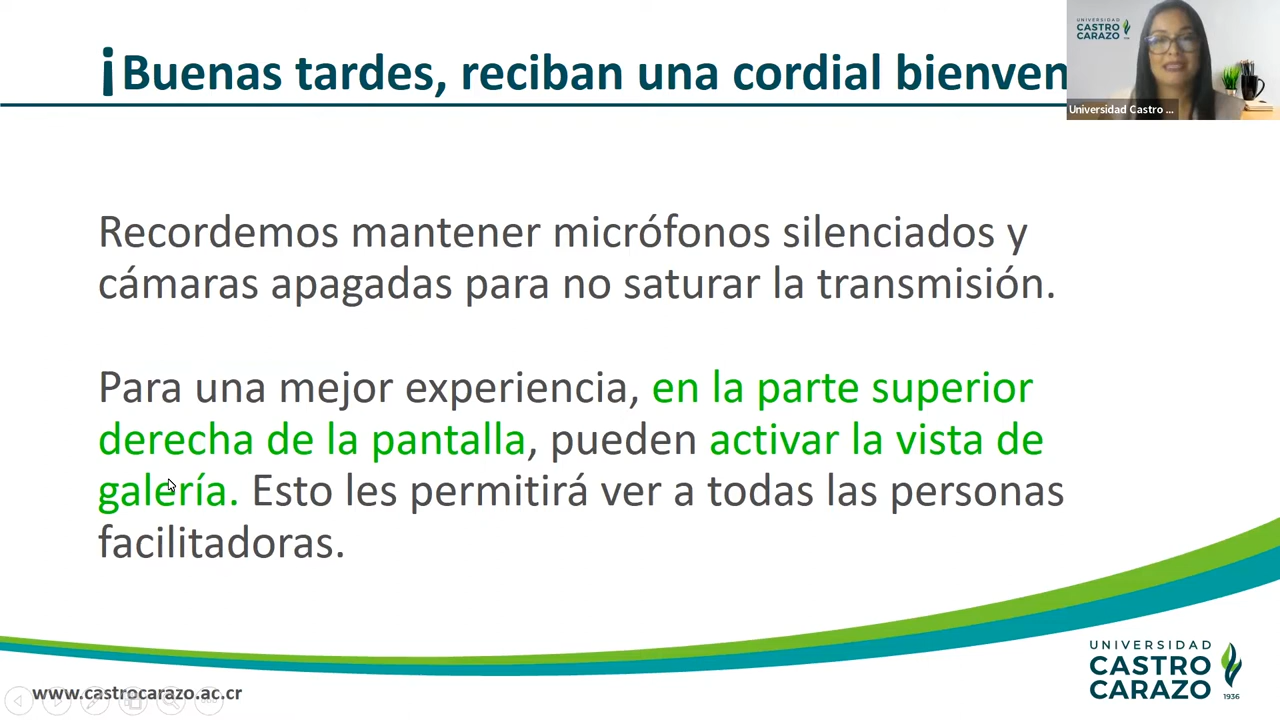 ¡Buenas tardes, reciban una cordial bienven
UNIVERSIDAD
CASTRO
CARAZO
Universidad Castro ...
Recordemos mantener micrófonos silenciados y
cámaras apagadas para no saturar la transmisión.
Para una mejor experiencia, en la parte superior
derecha de la pantalla, pueden activar la vista de
galería. Esto les permitirá ver a todas las personas
facilitadoras.
www.castrocarazo.ac.cr
UNIVERSIDAD
CASTRO
CARAZO
1936